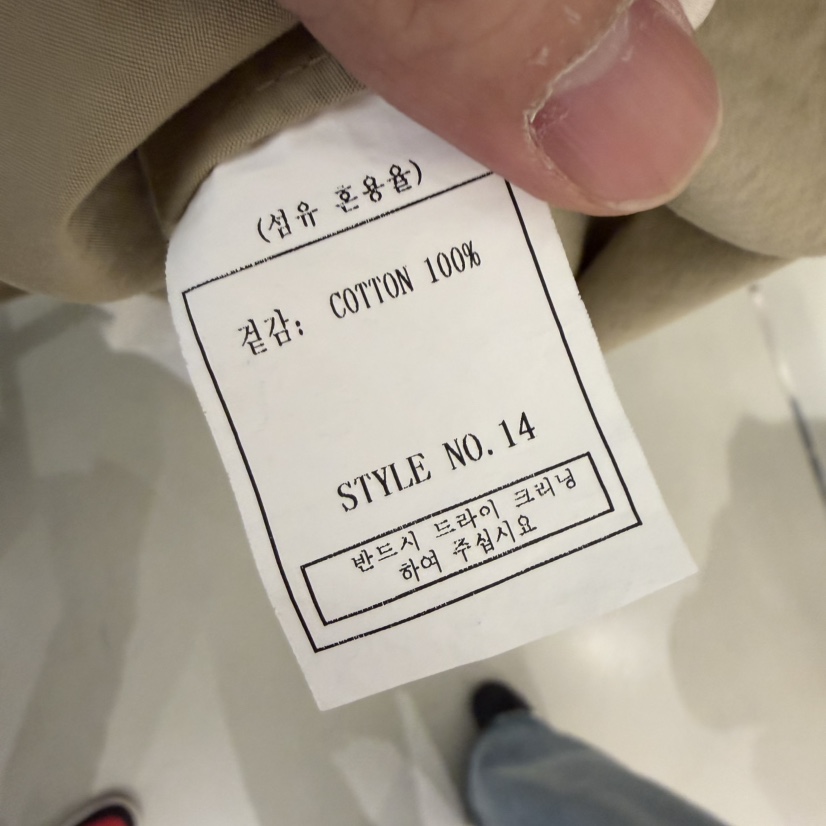 (섬유 혼용율)
겉감: COTTON 100%
STYLE NO. 14
반드시 드라이 크리닝
하여 주십시요